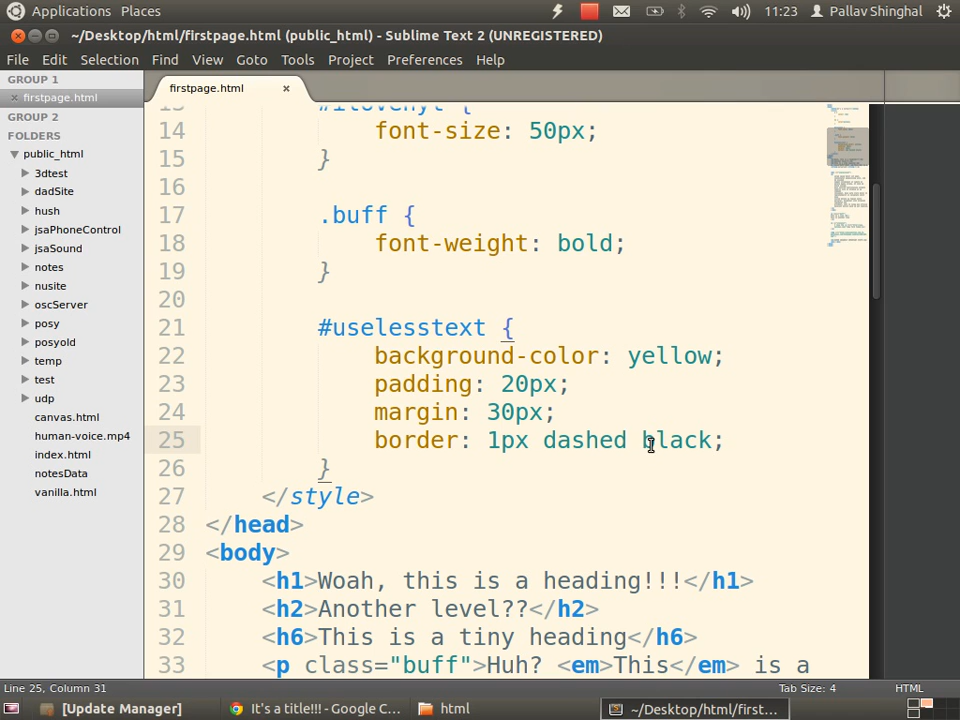 Applications Places 11:23 Pallav Shinghal
~/Desktop/html/firstpage.html (public_html) - Sublime Text 2 (UNREGISTERED)
File Edit Selection Find View Goto Tools Project Preferences Help
GROUP 1
firstpage.html
GROUP 2
FOLDERS
public_html
3dtest
dadSite
hush
jsaPhoneControl
jsaSound
notes
nusite
oscServer
posy
posyold
temp
test
udp
canvas.html
human-voice.mp4
index.html
notesData
vanilla.html
firstpage.html
14 font-size: 50px;
15 }
16
17 .buff {
18 font-weight: bold;
19 }
20
21 #uselesstext {
22 background-color: yellow;
23 padding: 20px;
24 margin: 30px;
25 border: 1px dashed black;
26 }
27 </style>
28 </head>
29 <body>
30 <h1>Woah, this is a heading!!!</h1>
31 <h2>Another level??</h2>
32 <h6>This is a tiny heading</h6>
33 <p class="buff">Huh? <em>This</em> is a
Line 25, Column 31 Tab Size: 4 HTML
[Update Manager] It's a title!!! - Google C... html ~/Desktop/html/first...